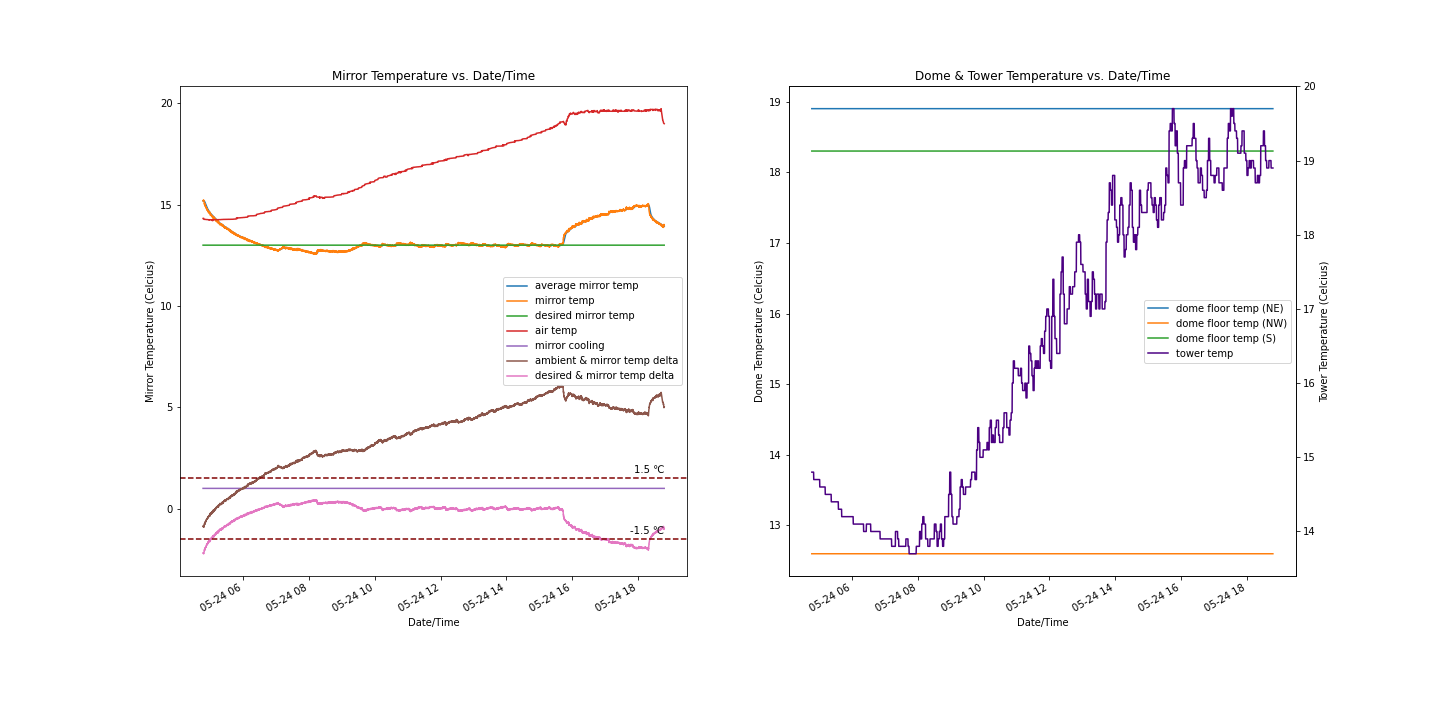 Mirror Temperature vs. Date/Time
Mirror Temperature (Celcius)
20
15
10
5
0
average mirror temp
mirror temp
desired mirror temp
air temp
mirror cooling
ambient & mirror temp delta
desired & mirror temp delta
1.5 °C
-1.5 °C
05-24 06
05-24 08
05-24 10
05-24 12
05-24 14
05-24 16
05-24 18
Date/Time
Dome & Tower Temperature vs. Date/Time
Dome Temperature (Celcius)
19
18
17
16
15
14
13
dome floor temp (NE)
dome floor temp (NW)
dome floor temp (S)
tower temp
20
19
18
17
16
15
14
Tower Temperature (Celcius)
05-24 06
05-24 08
05-24 10
05-24 12
05-24 14
05-24 16
05-24 18
Date/Time